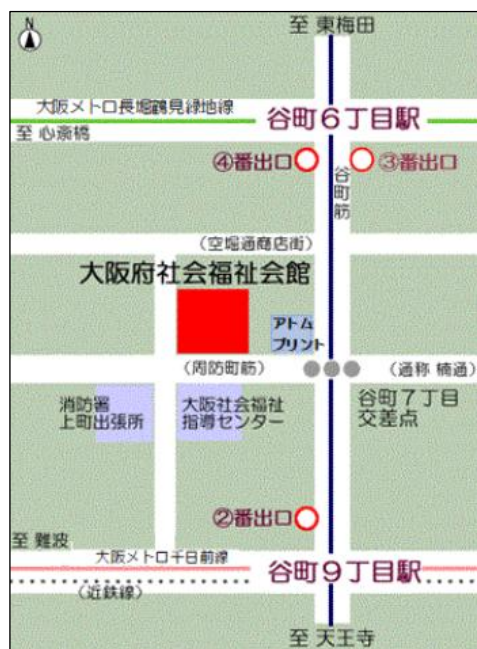 N
至 東梅田
大阪メトロ長堀鶴見緑地線
谷町6丁目駅
至 心斎橋
④番出口
③番出口
谷町筋
(空堀通商店街)
大阪府社会福祉会館
アトム
プリント
(周防町筋)
(通称 楠通)
消防署
上町出張所
大阪社会福祉
指導センター
谷町7丁目
交差点
②番出口
至 難波
大阪メトロ千日前線
谷町9丁目駅
(近鉄線)
至 天王寺